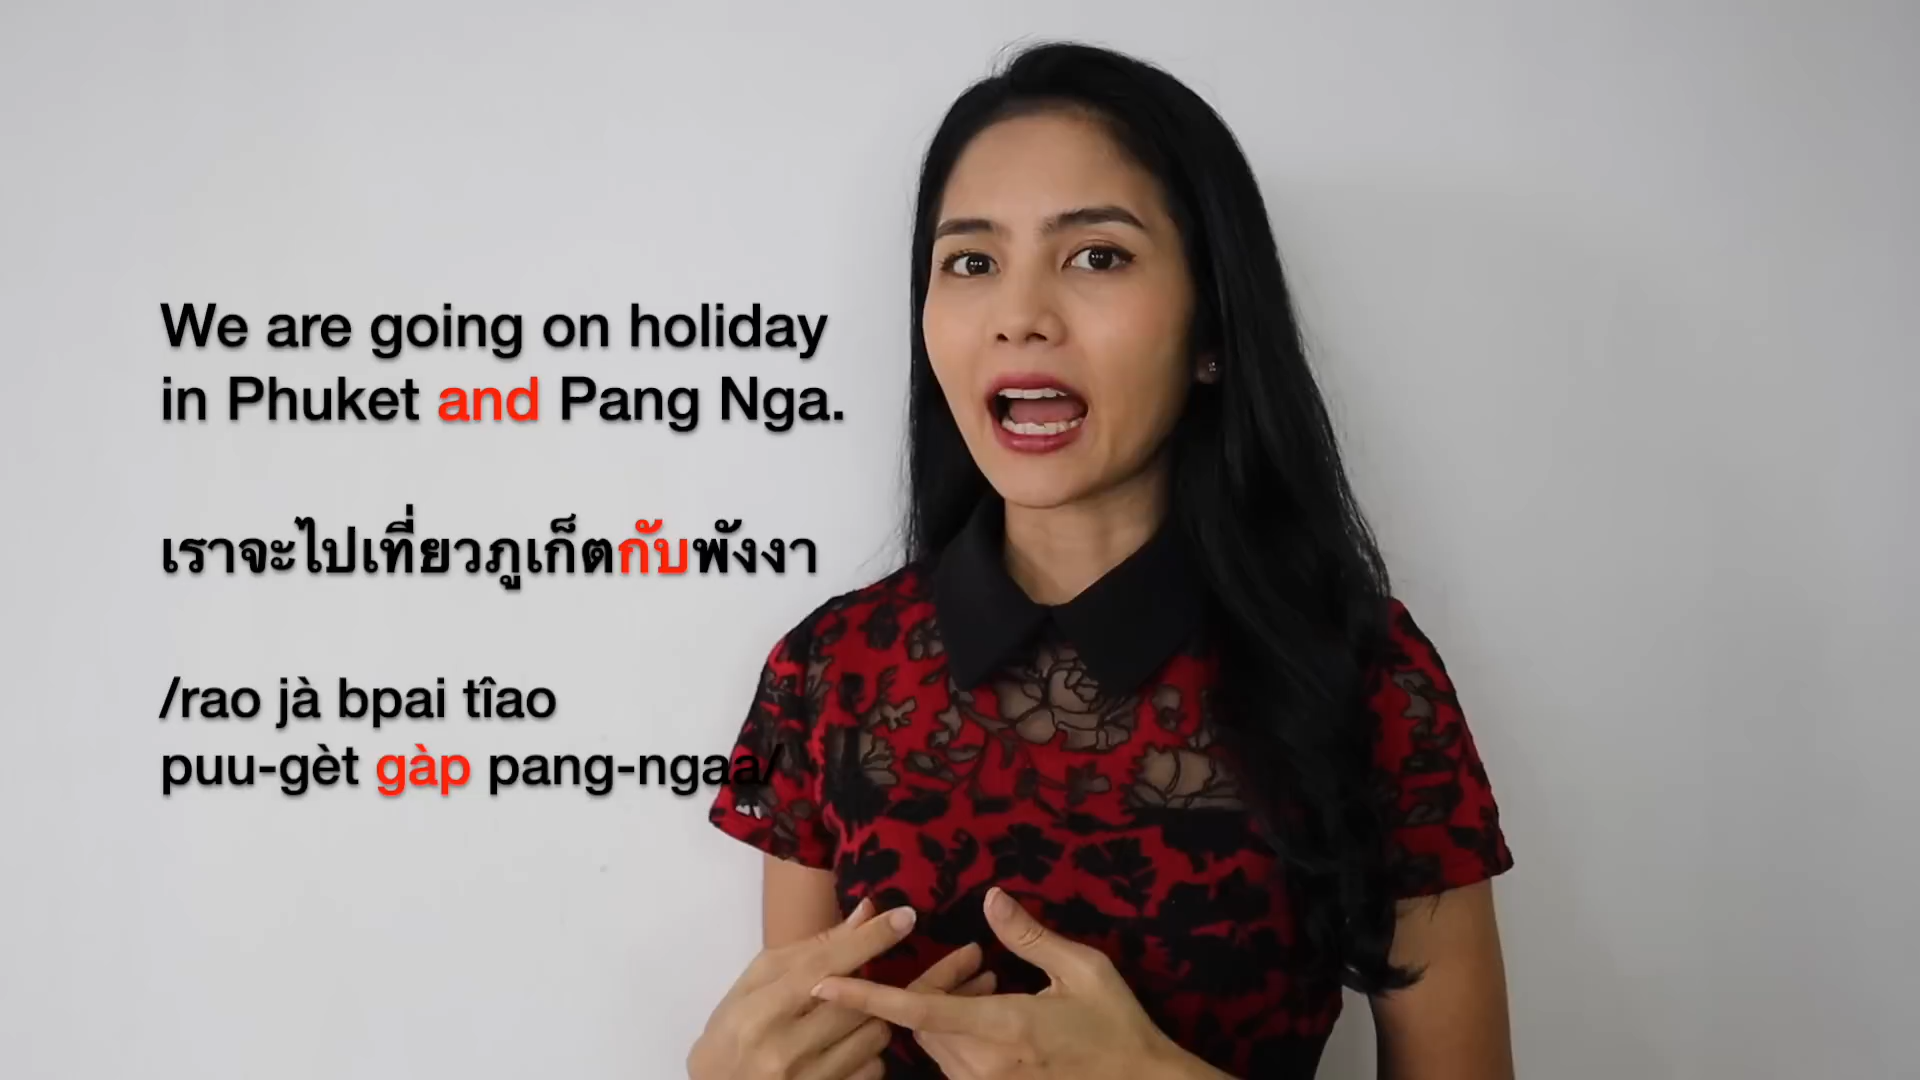 We are going on holiday
in Phuket and Pang Nga.
เราจะไปเที่ยวภูเก็ตกับพังงา
/rao jà bpai tîao
puu-gèt gàp pang-ngaa/